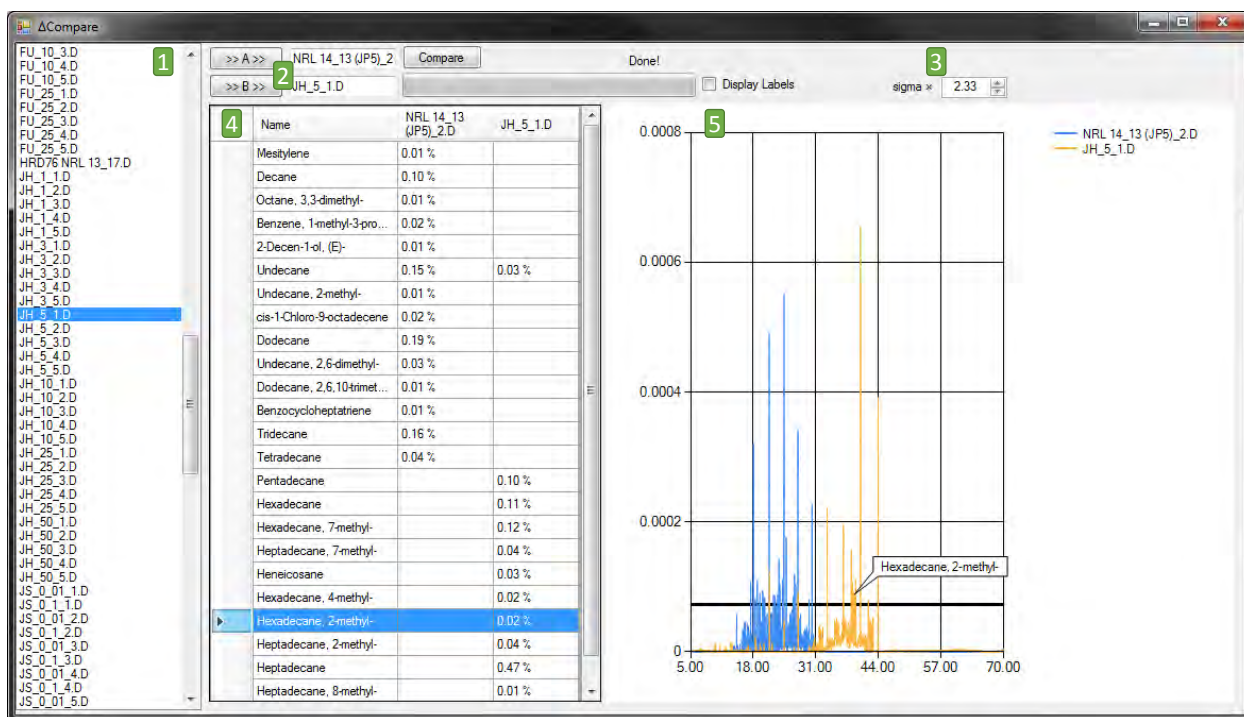 ΔCompare
FU_10_3.D
FU_10_4.D
FU_10_5.D
FU_25_1.D
FU_25_2.D
FU_25_3.D
FU_25_4.D
FU_25_5.D
HRD76 NRL 13_17.D
JH_1_1.D
JH_1_2.D
JH_1_3.D
JH_1_4.D
JH_1_5.D
JH_3_1.D
JH_3_2.D
JH_3_3.D
JH_3_4.D
JH_3_5.D
JH_5_1.D
JH_5_2.D
JH_5_3.D
JH_5_4.D
JH_5_5.D
JH_10_1.D
JH_10_2.D
JH_10_3.D
JH_10_4.D
JH_10_5.D
JH_25_1.D
JH_25_2.D
JH_25_3.D
JH_25_4.D
JH_25_5.D
JH_50_1.D
JH_50_2.D
JH_50_3.D
JH_50_4.D
JH_50_5.D
JS_0_01_1.D
JS_0_1_1.D
JS_0_01_2.D
JS_0_1_2.D
JS_0_01_3.D
JS_0_1_3.D
JS_0_01_4.D
JS_0_1_4.D
JS_0_01_5.D
1
>> A >> NRL 14_13 (JP5)_2 Compare Done!
2
>> B >> JH_5_1.D Display Labels
3
sigma × 2.33
4
Name NRL 14_13 (JP5)_2.D JH_5_1.D
Mesitylene 0.01 %
Decane 0.10 %
Octane, 3,3-dimethyl- 0.01 %
Benzene, 1-methyl-3-pro... 0.02 %
2-Decen-1-ol, (E)- 0.01 %
Undecane 0.15 % 0.03 %
Undecane, 2-methyl- 0.01 %
cis-1-Chloro-9-octadecene 0.02 %
Dodecane 0.19 %
Undecane, 2,6-dimethyl- 0.03 %
Dodecane, 2,6,10-trimet... 0.01 %
Benzocycloheptatriene 0.01 %
Tridecane 0.16 %
Tetradecane 0.04 %
Pentadecane 0.10 %
Hexadecane 0.11 %
Hexadecane, 7-methyl- 0.12 %
Heptadecane, 7-methyl- 0.04 %
Heneicosane 0.03 %
Hexadecane, 4-methyl- 0.02 %
Hexadecane, 2-methyl- 0.02 %
Heptadecane, 2-methyl- 0.04 %
Heptadecane 0.47 %
Heptadecane, 8-methyl- 0.01 %
5
0.0008
0.0006
0.0004
0.0002
0
5.00 18.00 31.00 44.00 57.00 70.00
Hexadecane, 2-methyl-
NRL 14_13 (JP5)_2.D
JH_5_1.D